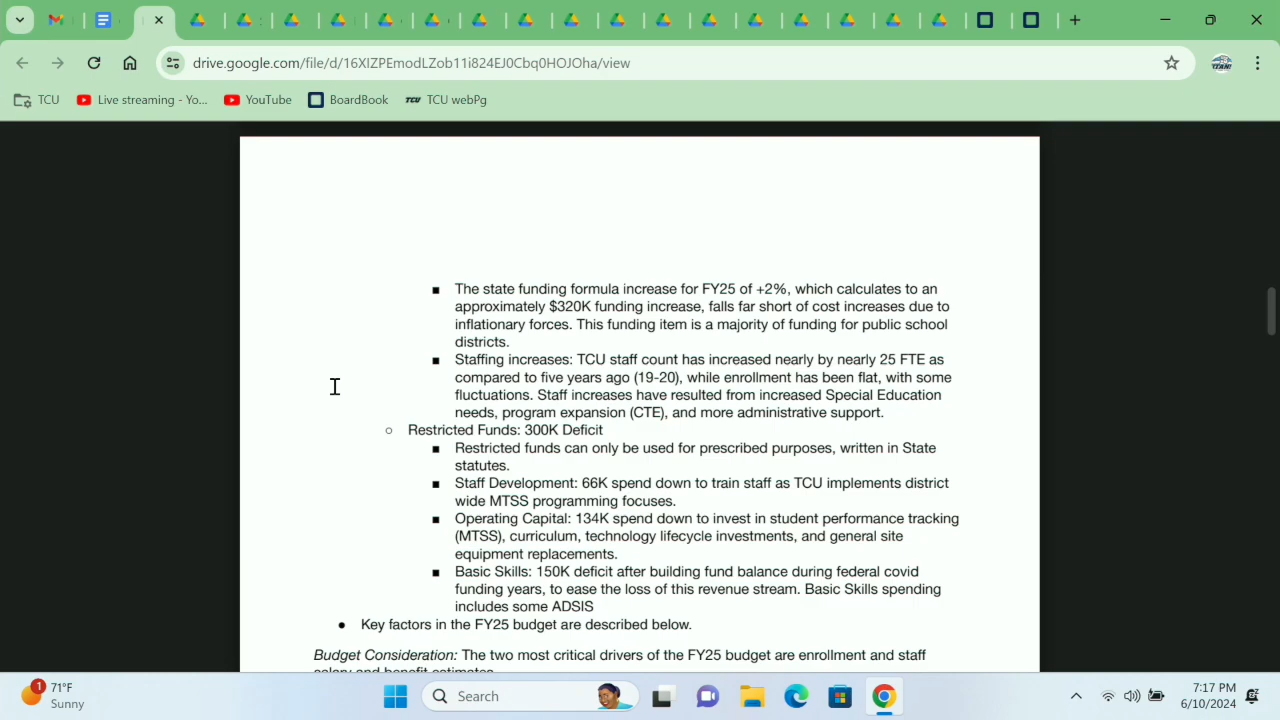 drive.google.com/file/d/16XIZPEmodLZob11i824EJ0Cbq0HOJOha/view
TCU
Live streaming - Yo...
YouTube
BoardBook
TCU TCU webPg
The state funding formula increase for FY25 of +2%, which calculates to an
approximately $320K funding increase, falls far short of cost increases due to
inflationary forces. This funding item is a majority of funding for public school
districts.
Staffing increases: TCU staff count has increased nearly by nearly 25 FTE as
compared to five years ago (19-20), while enrollment has been flat, with some
fluctuations. Staff increases have resulted from increased Special Education
needs, program expansion (CTE), and more administrative support.
Restricted Funds: 300K Deficit
Restricted funds can only be used for prescribed purposes, written in State
statutes.
Staff Development: 66K spend down to train staff as TCU implements district
wide MTSS programming focuses.
Operating Capital: 134K spend down to invest in student performance tracking
(MTSS), curriculum, technology lifecycle investments, and general site
equipment replacements.
Basic Skills: 150K deficit after building fund balance during federal covid
funding years, to ease the loss of this revenue stream. Basic Skills spending
includes some ADSIS
Key factors in the FY25 budget are described below.
Budget Consideration: The two most critical drivers of the FY25 budget are enrollment and staff
salary and benefit estimates.
1
71°F
Sunny
Search
7:17 PM
6/10/2024